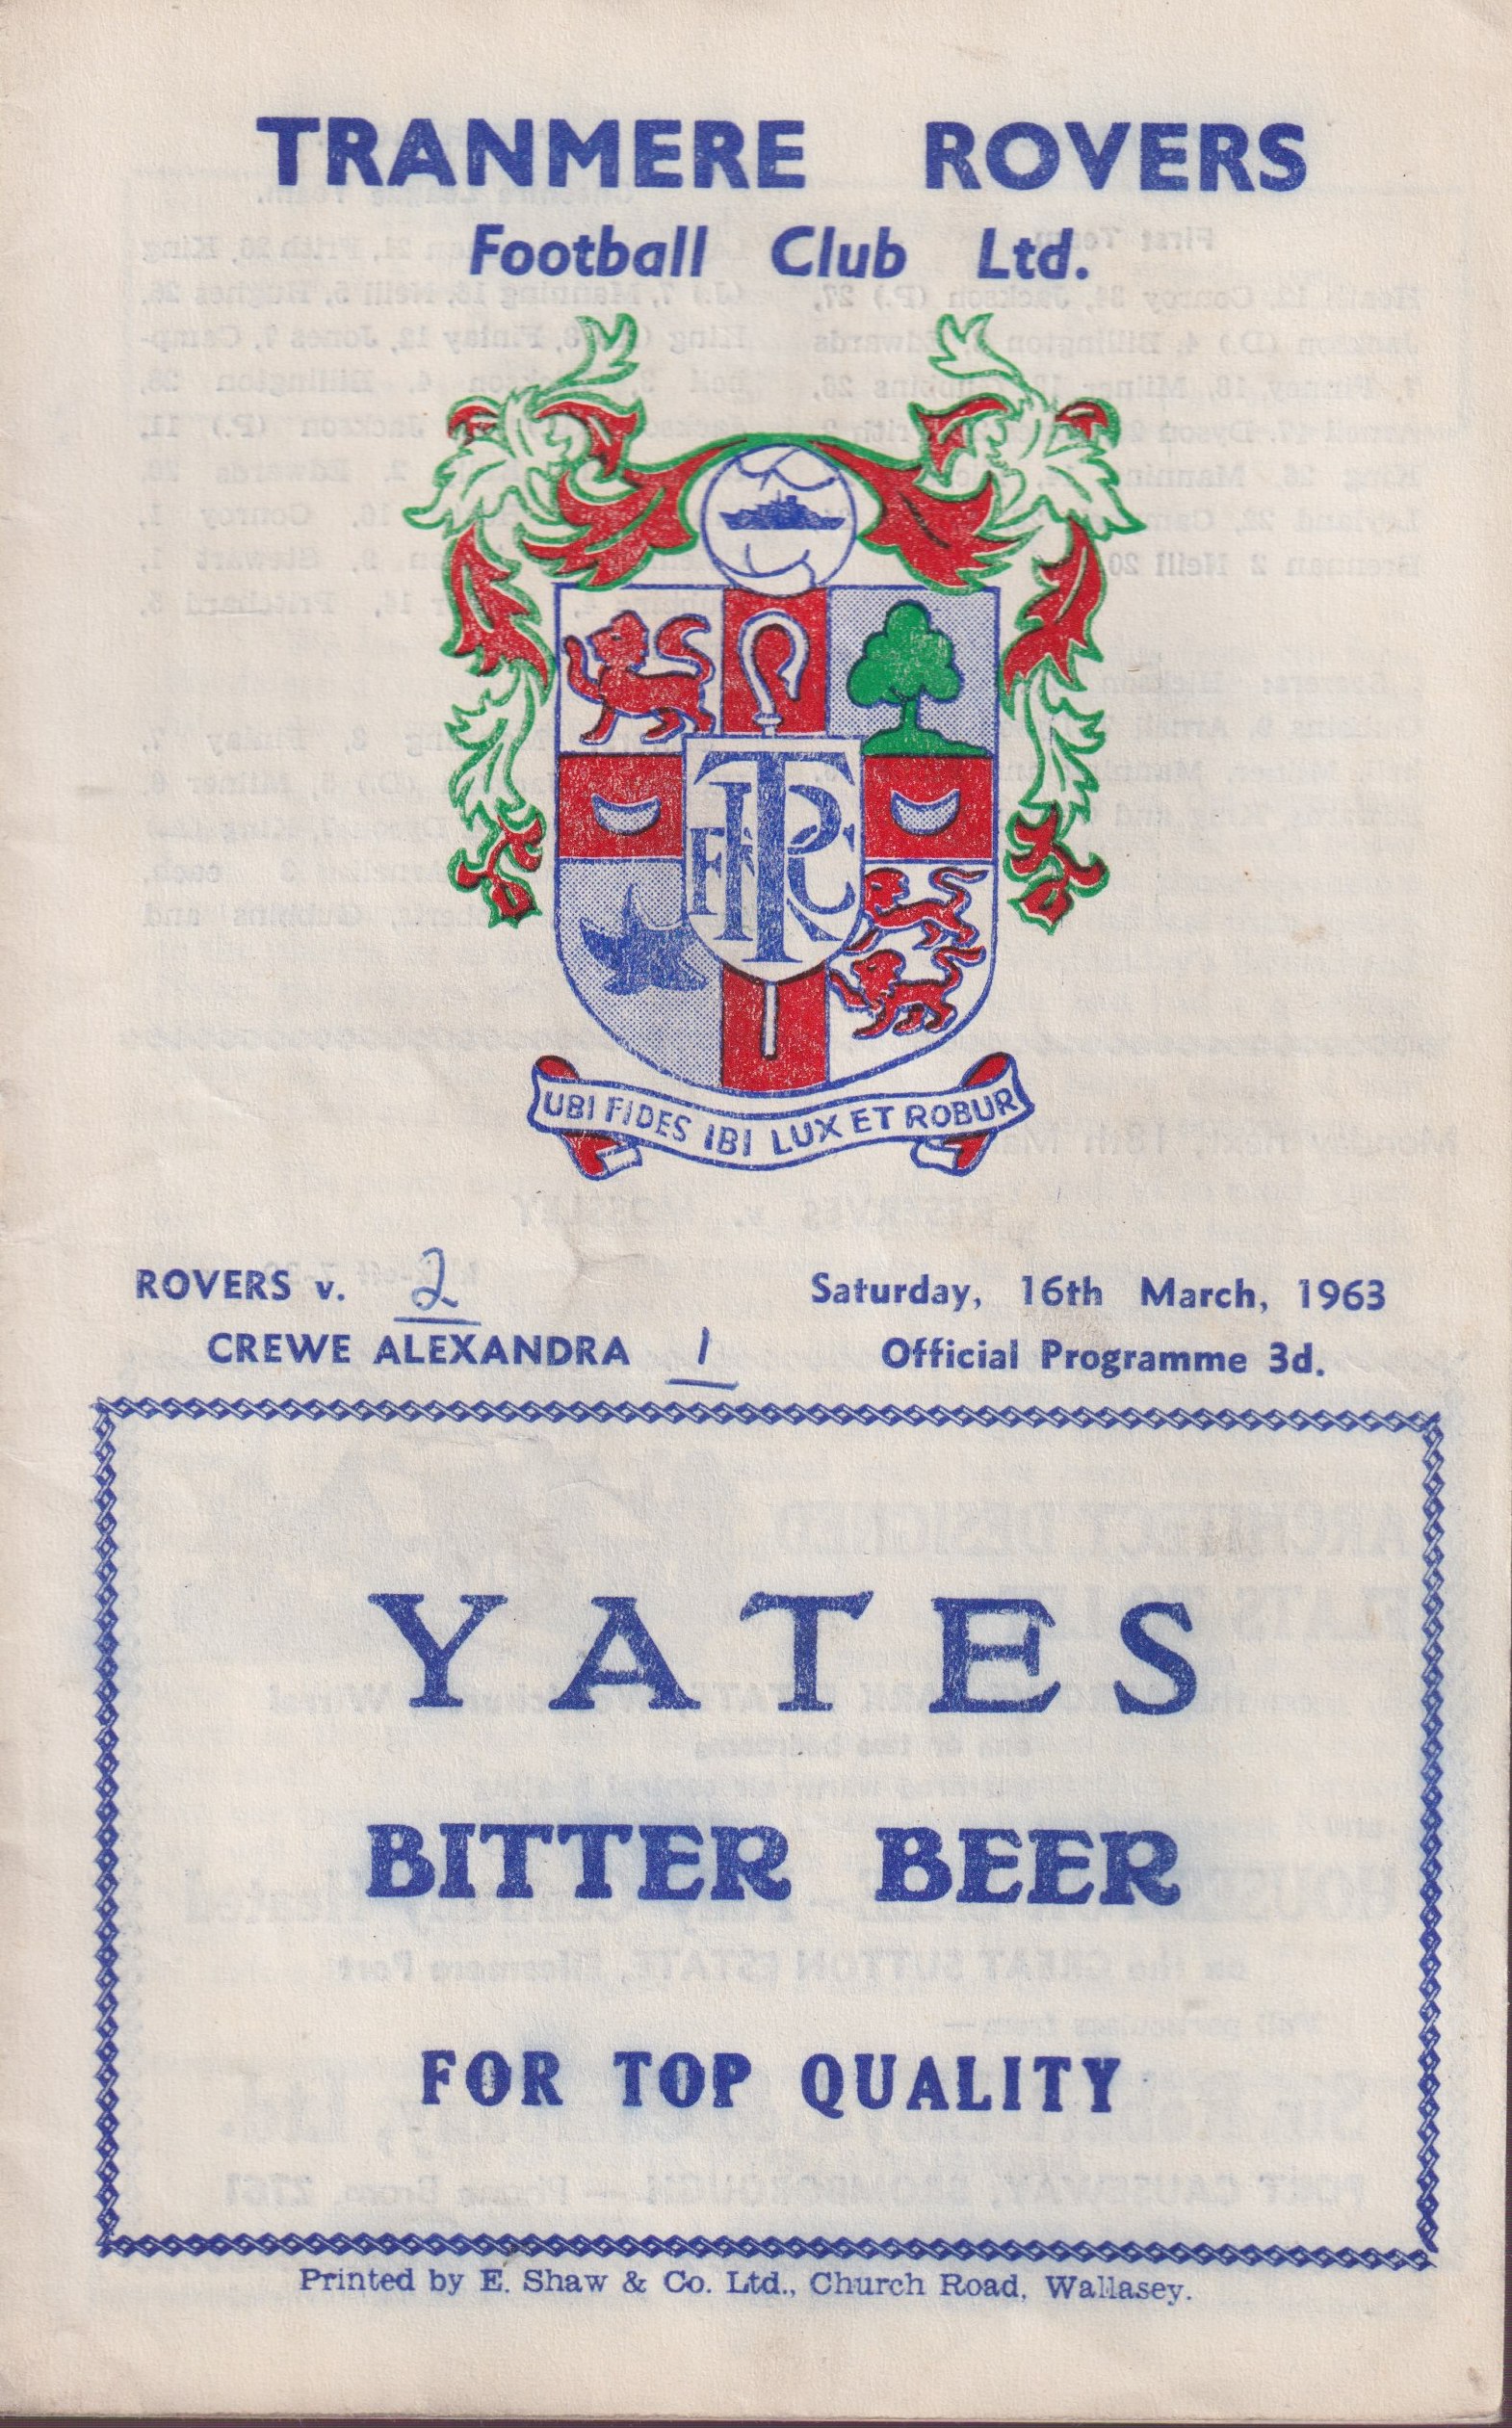 TRANMERE ROVERS
Football Club Ltd.
TRFC
UBI FIDES IBI LUX ET ROBUR
ROVERS v. 2
CREWE ALEXANDRA 1
Saturday, 16th March, 1963
Official Programme 3d.
YATES
BITTER BEER
FOR TOP QUALITY
Printed by E. Shaw & Co. Ltd., Church Road, Wallasey.